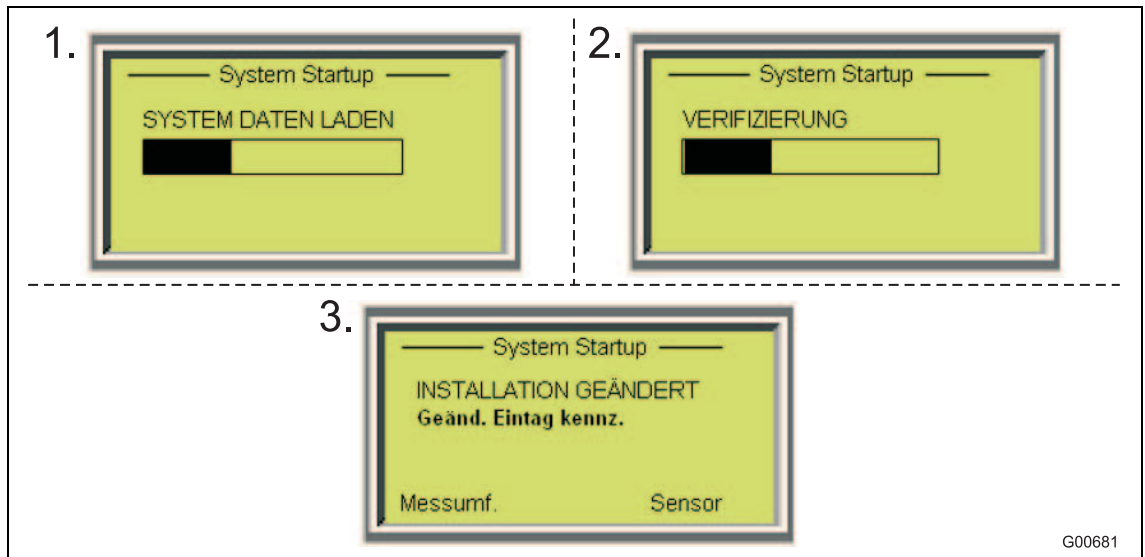 1.
System Startup
SYSTEM DATEN LADEN
2.
System Startup
VERIFIZIERUNG
3.
System Startup
INSTALLATION GEÄNDERT
Geänd. Eintag kennz.
Messumf. Sensor
G00681